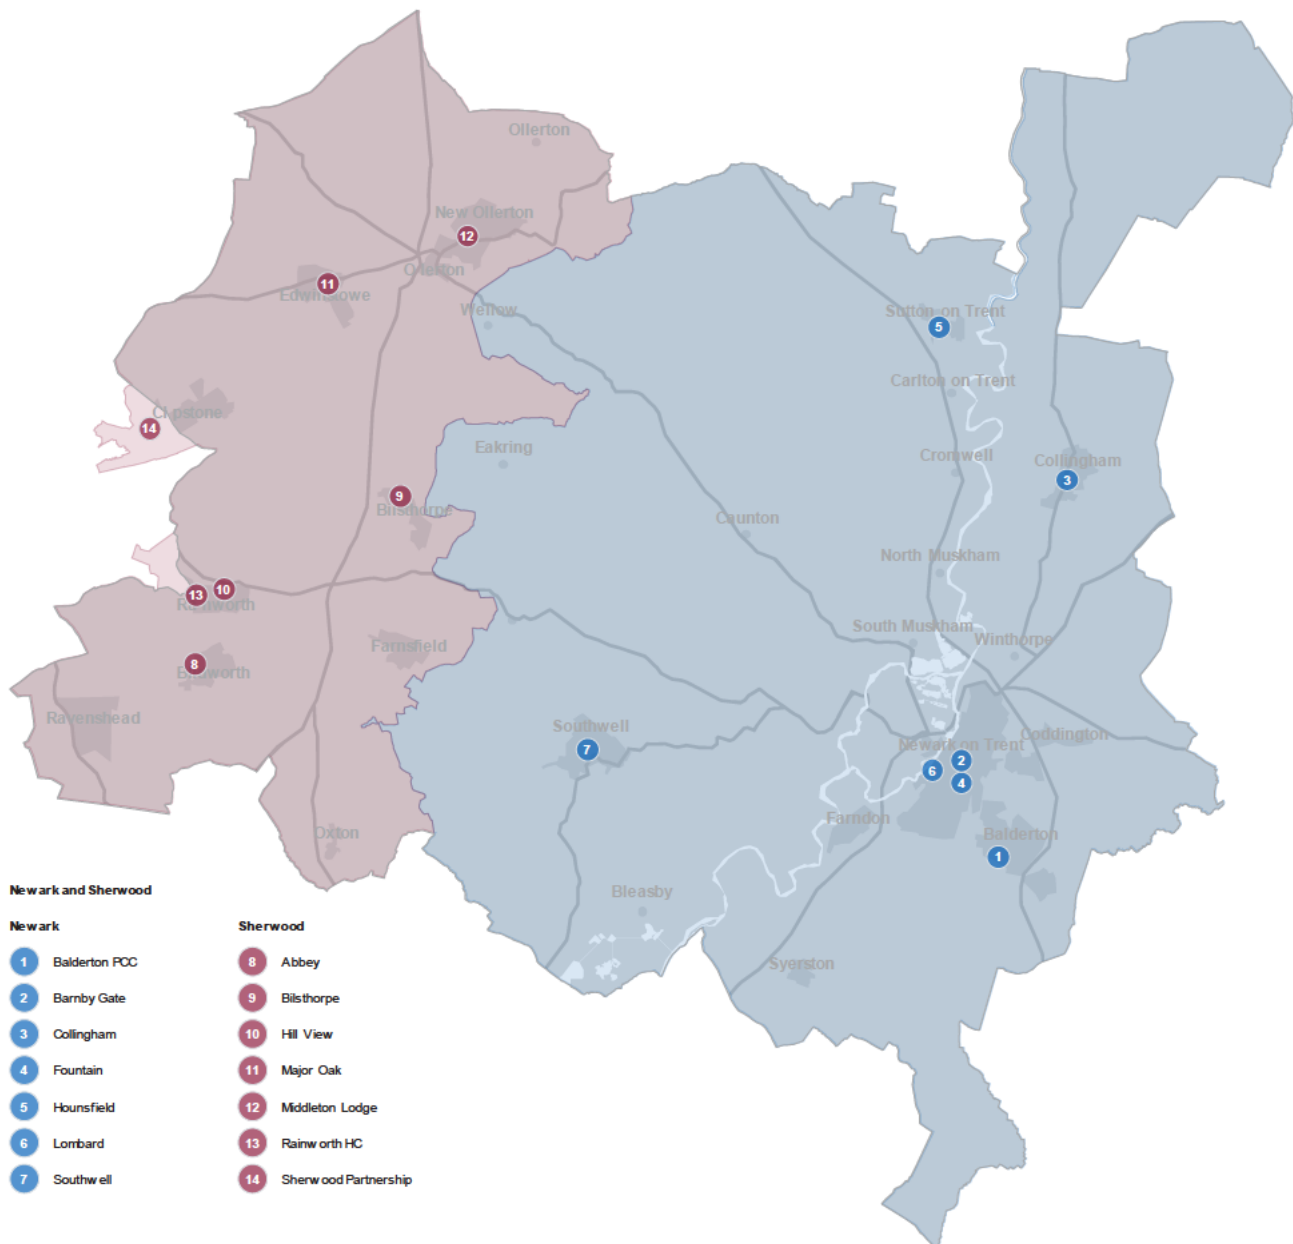 Ollerton
New Ollerton
12
Ollerton
11
Edwinstowe
Wellow
Sutton on Trent
5
Carlton on Trent
Clipstone
14
Eakring
Cromwell
Collingham
3
9
Bilsthorpe
Caunton
North Muskham
10
13
Rainworth
South Muskham
Winthorpe
Farnsfield
8
Blidworth
Ravenshead
Southwell
7
Coddington
Newark on Trent
2
6
4
Farndon
Oxton
Balderton
1
Bleasby
Syerston
Newark and Sherwood
Newark
1 Balderton PCC
2 Barnby Gate
3 Collingham
4 Fountain
5 Hounsfield
6 Lombard
7 Southwell
Sherwood
8 Abbey
9 Bilsthorpe
10 Hill View
11 Major Oak
12 Middleton Lodge
13 Rainworth HC
14 Sherwood Partnership